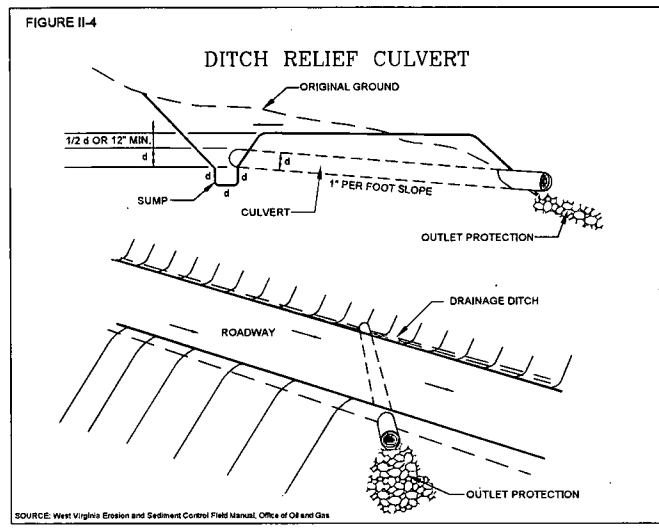 FIGURE II-4
DITCH RELIEF CULVERT
ORIGINAL GROUND
1/2 d OR 12" MIN.
d
d
d
d
d
SUMP
CULVERT
1" PER FOOT SLOPE
OUTLET PROTECTION
DRAINAGE DITCH
ROADWAY
OUTLET PROTECTION
SOURCE: West Virginia Erosion and Sediment Control Field Manual, Office of Oil and Gas